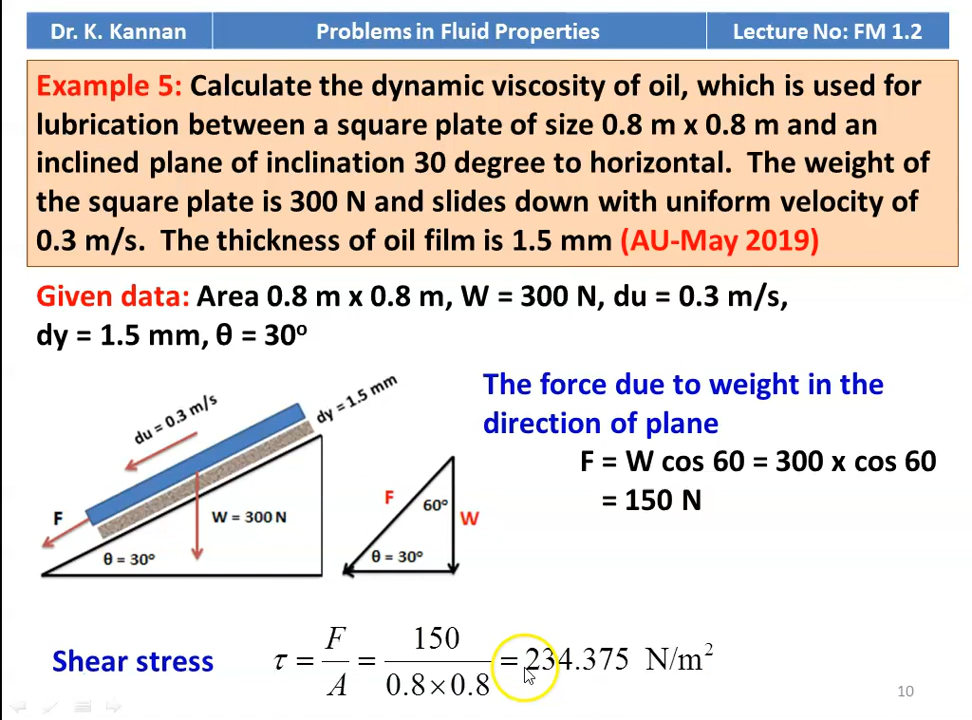 Dr. K. Kannan
Problems in Fluid Properties
Lecture No: FM 1.2
Example 5: Calculate the dynamic viscosity of oil, which is used for
lubrication between a square plate of size 0.8 m x 0.8 m and an
inclined plane of inclination 30 degree to horizontal. The weight of
the square plate is 300 N and slides down with uniform velocity of
0.3 m/s. The thickness of oil film is 1.5 mm (AU-May 2019)
Given data: Area 0.8 m x 0.8 m, W = 300 N, du = 0.3 m/s,
dy = 1.5 mm, θ = 30°
du = 0.3 m/s
dy = 1.5 mm
F
W = 300 N
θ = 30°
F
60°
W
θ = 30°
The force due to weight in the
direction of plane
F = W cos 60 = 300 x cos 60
= 150 N
Shear stress τ = F/A = 150/(0.8×0.8) = 234.375 N/m²
10